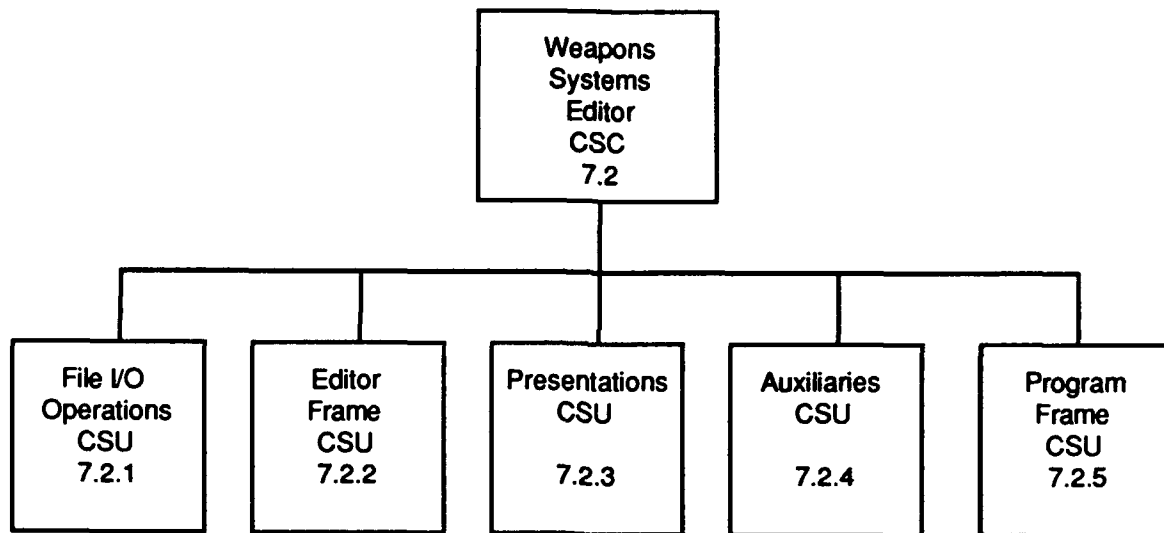 Weapons
Systems
Editor
CSC
7.2
File I/O
Operations
CSU
7.2.1
Editor
Frame
CSU
7.2.2
Presentations
CSU
7.2.3
Auxiliaries
CSU
7.2.4
Program
Frame
CSU
7.2.5